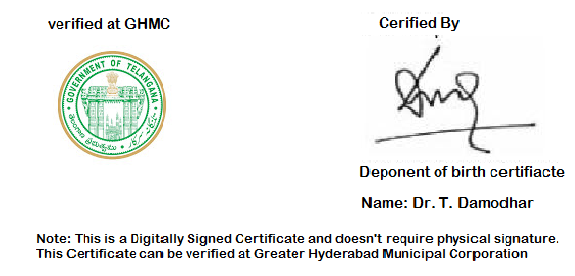 verified at GHMC
Cerified By
GOVERNMENT OF TELANGANA
తెలంగాణ ప్రభుత్వము
Deponent of birth certifiacte
Name: Dr. T. Damodhar
Note: This is a Digitally Signed Certificate and doesn't require physical signature.
This Certificate can be verified at Greater Hyderabad Municipal Corporation